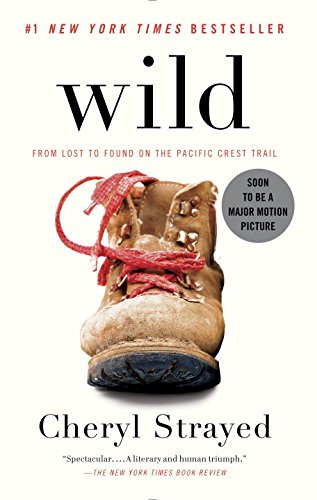 #1 NEW YORK TIMES BESTSELLER
wild
FROM LOST TO FOUND ON THE PACIFIC CREST TRAIL
SOON
TO BE A
MAJOR MOTION
PICTURE
Cheryl Strayed
"Spectacular. . . . A literary and human triumph."
—THE NEW YORK TIMES BOOK REVIEW